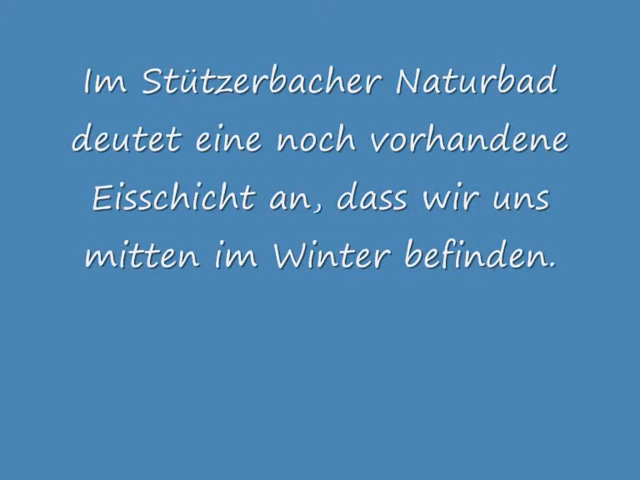 Im Stützerbacher Naturbad
deutet eine noch vorhandene
Eisschicht an, dass wir uns
mitten im Winter befinden.